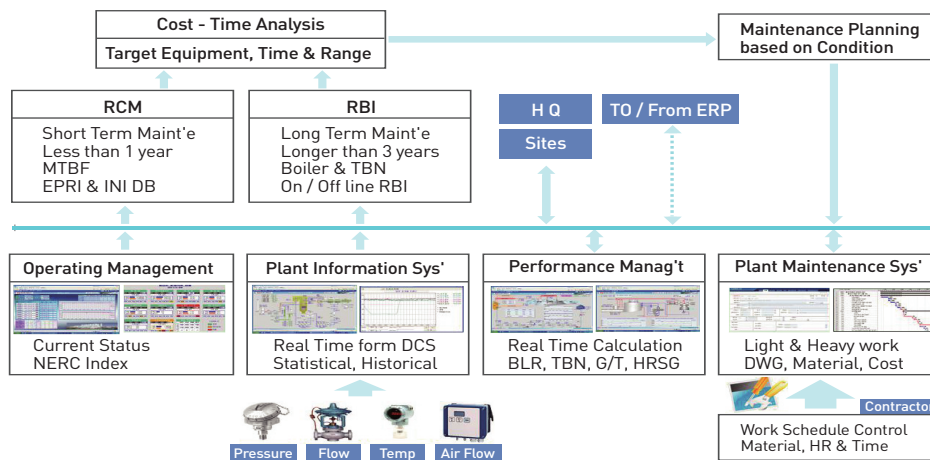 Cost - Time Analysis
Target Equipment, Time & Range
Maintenance Planning
based on Condition
RCM
Short Term Maint'e
Less than 1 year
MTBF
EPRI & INI DB
RBI
Long Term Maint'e
Longer than 3 years
Boiler & TBN
On / Off line RBI
H Q
Sites
TO / From ERP
Operating Management
Current Status
NERC Index
Plant Information Sys'
Real Time form DCS
Statistical, Historical
Performance Manag't
Real Time Calculation
BLR, TBN, G/T, HRSG
Plant Maintenance Sys'
Light & Heavy work
DWG, Material, Cost
Pressure
Flow
Temp
Air Flow
Contractor
Work Schedule Control
Material, HR & Time